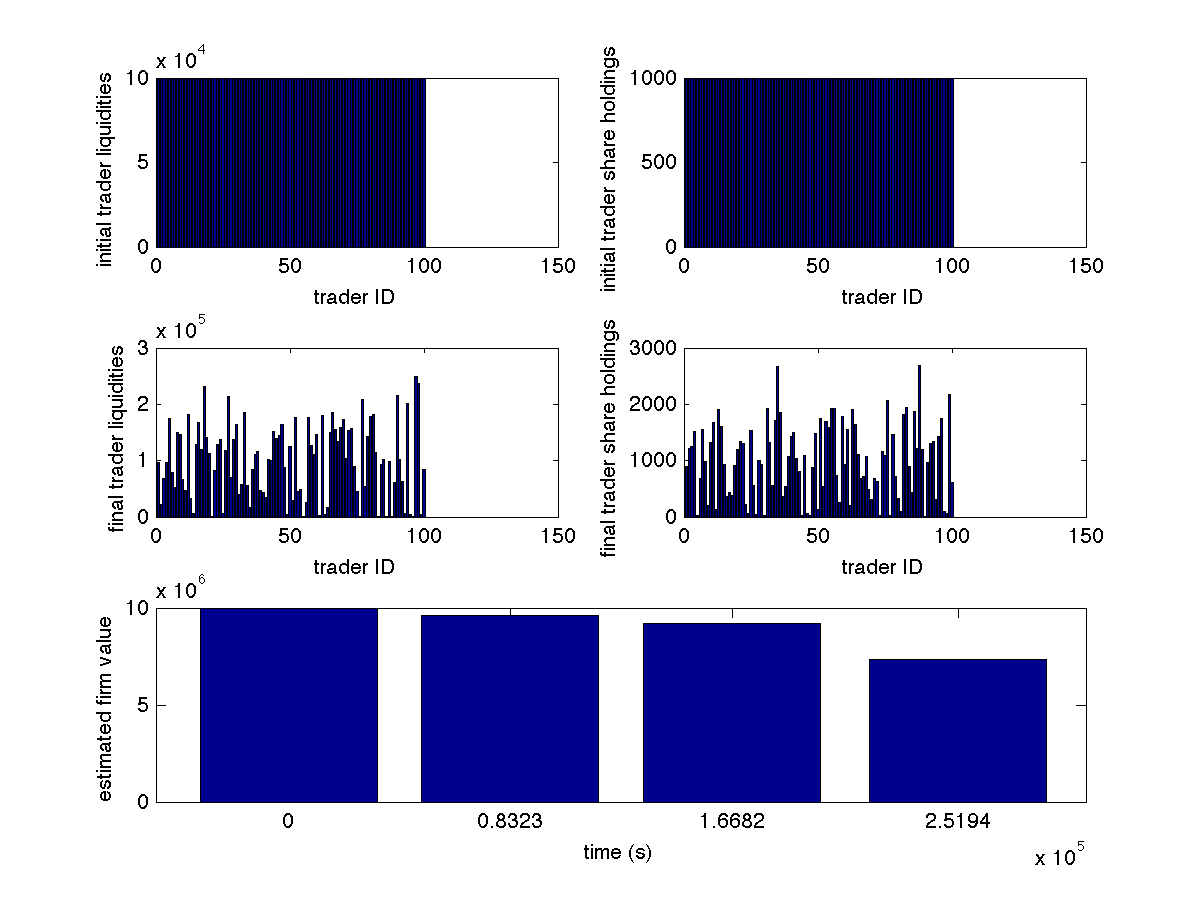 x 10^4
10
5
0
initial trader liquidities
0 50 100 150
trader ID
1000
500
0
initial trader share holdings
0 50 100 150
trader ID
x 10^5
3
2
1
0
final trader liquidities
0 50 100 150
trader ID
3000
2000
1000
0
final trader share holdings
0 50 100 150
trader ID
x 10^6
10
5
0
estimated firm value
0 0.8323 1.6682 2.5194
time (s)
x 10^5